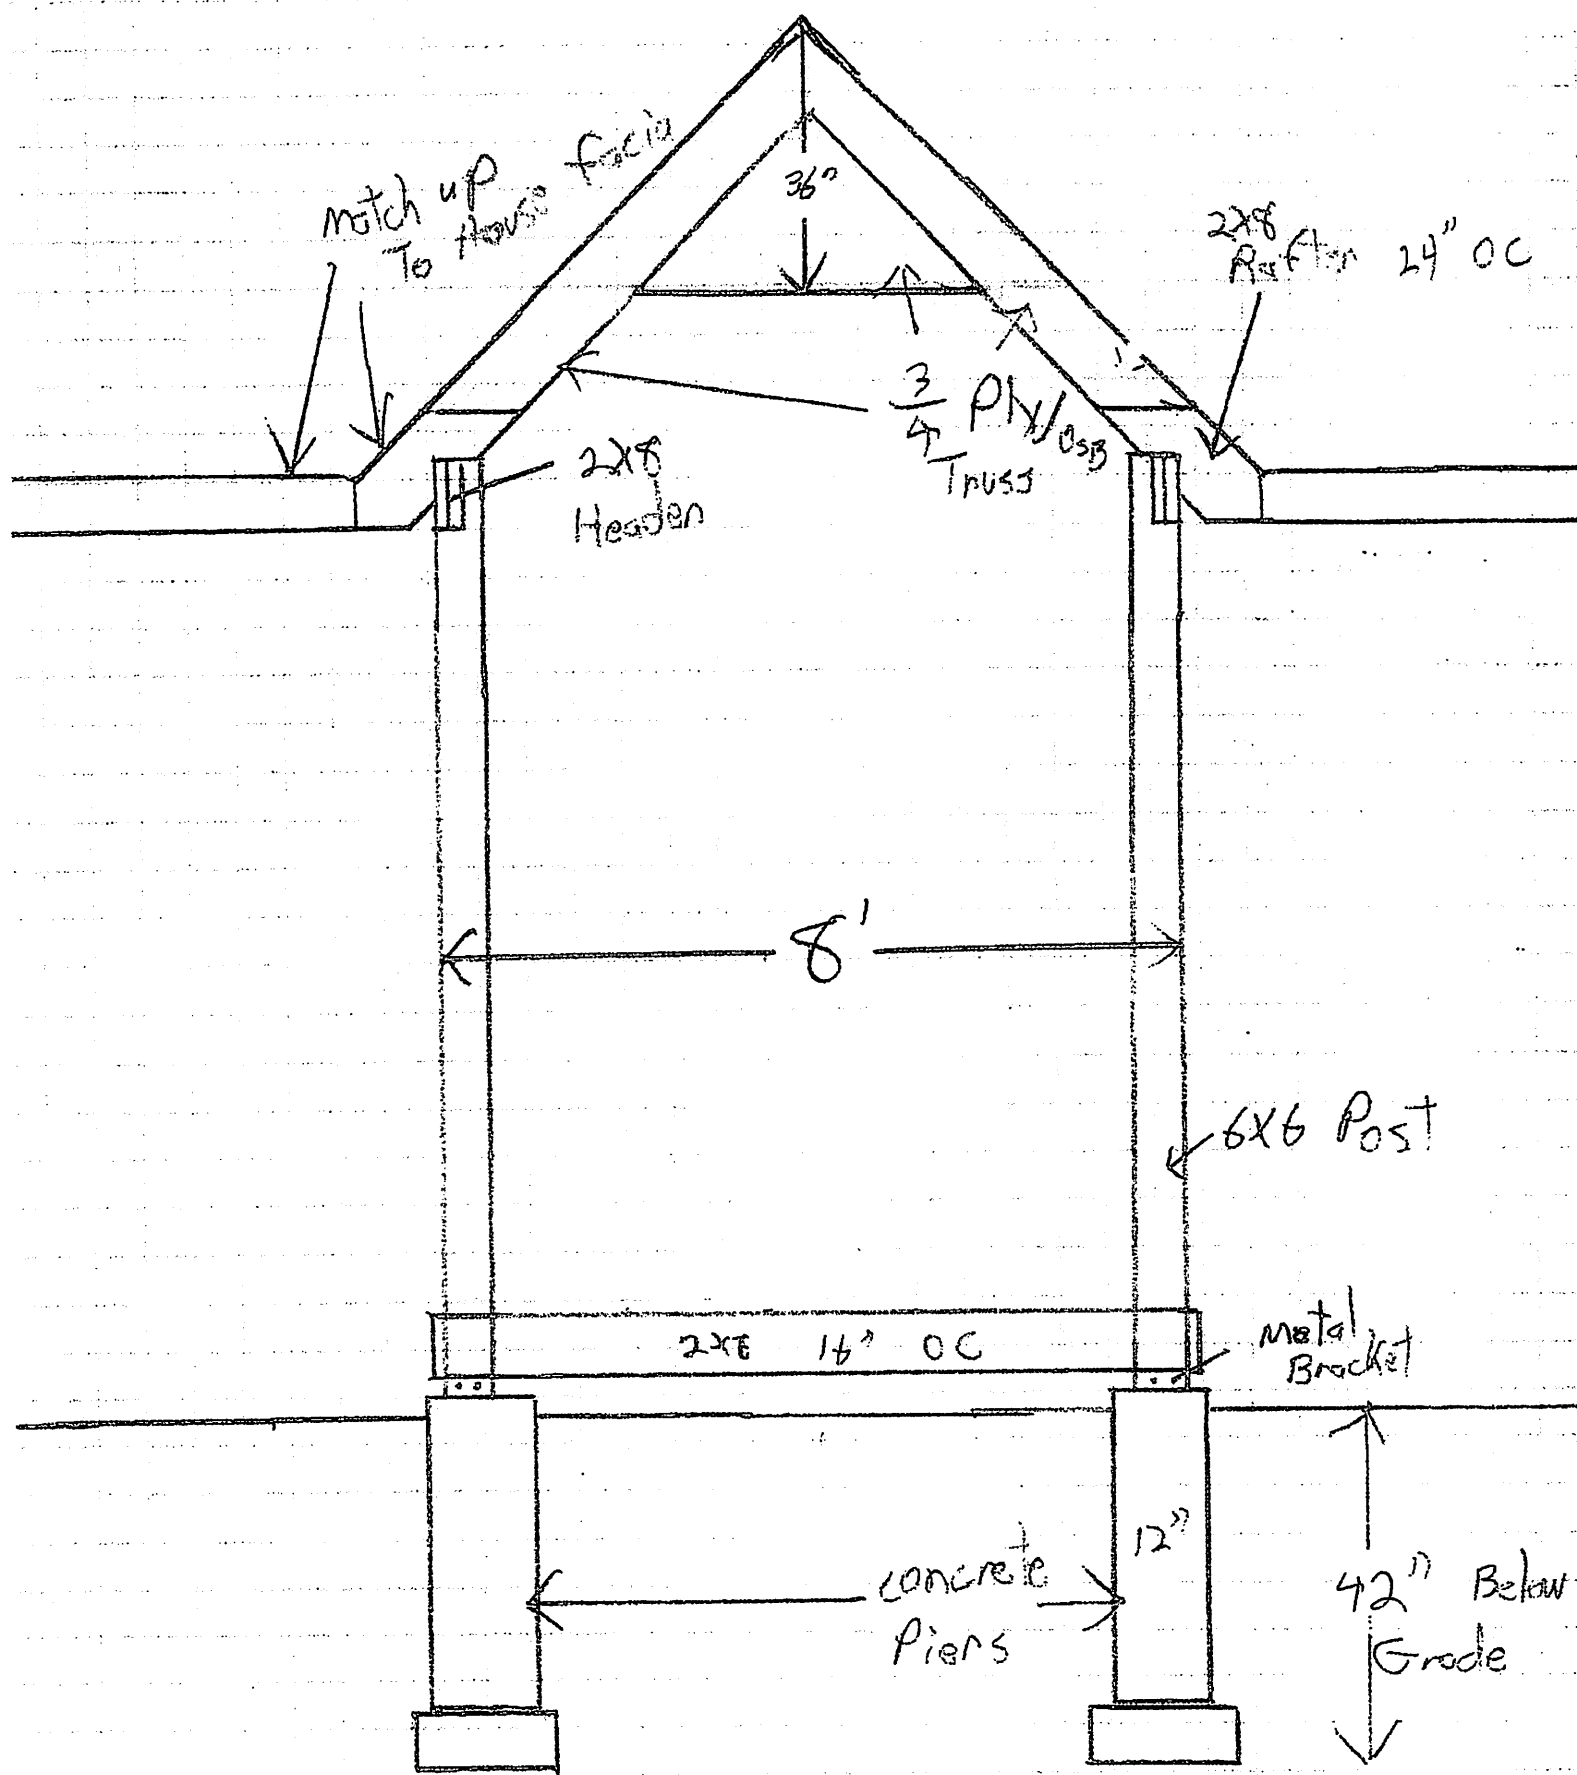 Match up
To House facia
36"
2x8
Rafter 24" OC
3/4 Ply/OSB
Truss
2x8
Header
8'
6x6 Post
2x8 16" OC
Metal
Bracket
12"
concrete
Piers
42" Below
Grade